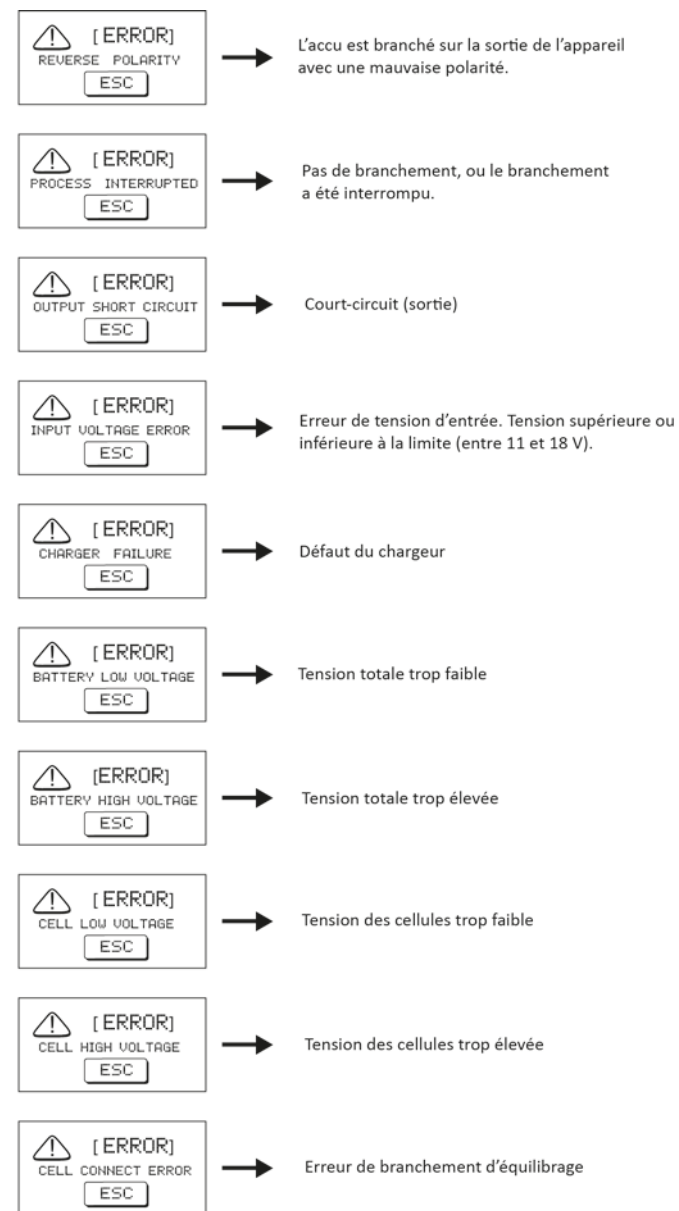 [ERROR]
REVERSE POLARITY
ESC
L'accu est branché sur la sortie de l'appareil
avec une mauvaise polarité.
[ERROR]
PROCESS INTERRUPTED
ESC
Pas de branchement, ou le branchement
a été interrompu.
[ERROR]
OUTPUT SHORT CIRCUIT
ESC
Court-circuit (sortie)
[ERROR]
INPUT VOLTAGE ERROR
ESC
Erreur de tension d'entrée. Tension supérieure ou
inférieure à la limite (entre 11 et 18 V).
[ERROR]
CHARGER FAILURE
ESC
Défaut du chargeur
[ERROR]
BATTERY LOW VOLTAGE
ESC
Tension totale trop faible
[ERROR]
BATTERY HIGH VOLTAGE
ESC
Tension totale trop élevée
[ERROR]
CELL LOW VOLTAGE
ESC
Tension des cellules trop faible
[ERROR]
CELL HIGH VOLTAGE
ESC
Tension des cellules trop élevée
[ERROR]
CELL CONNECT ERROR
ESC
Erreur de branchement d'équilibrage